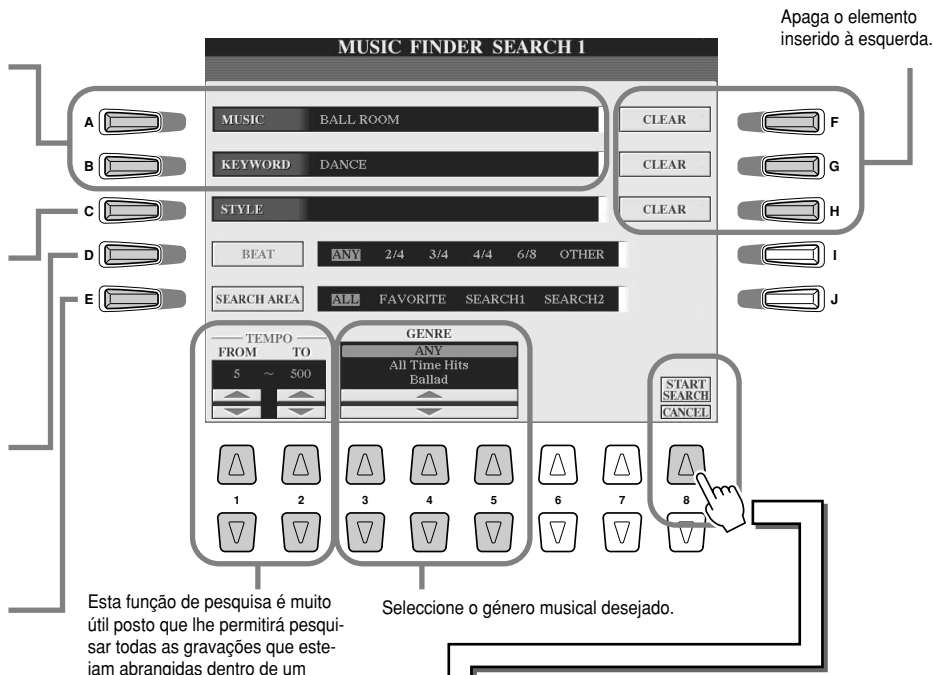 Apaga o elemento
inserido à esquerda.
MUSIC FINDER SEARCH 1
A MUSIC BALL ROOM CLEAR F
B KEYWORD DANCE CLEAR G
C STYLE CLEAR H
D BEAT ANY 2/4 3/4 4/4 6/8 OTHER I
E SEARCH AREA ALL FAVORITE SEARCH1 SEARCH2 J
TEMPO
FROM TO
5 ~ 500
GENRE
ANY
All Time Hits
Ballad
START
SEARCH
CANCEL
1 2 3 4 5 6 7 8
Esta função de pesquisa é muito
útil posto que lhe permitirá pesqui-
sar todas as gravações que este-
jam abrangidas dentro de um
Seleccione o género musical desejado.